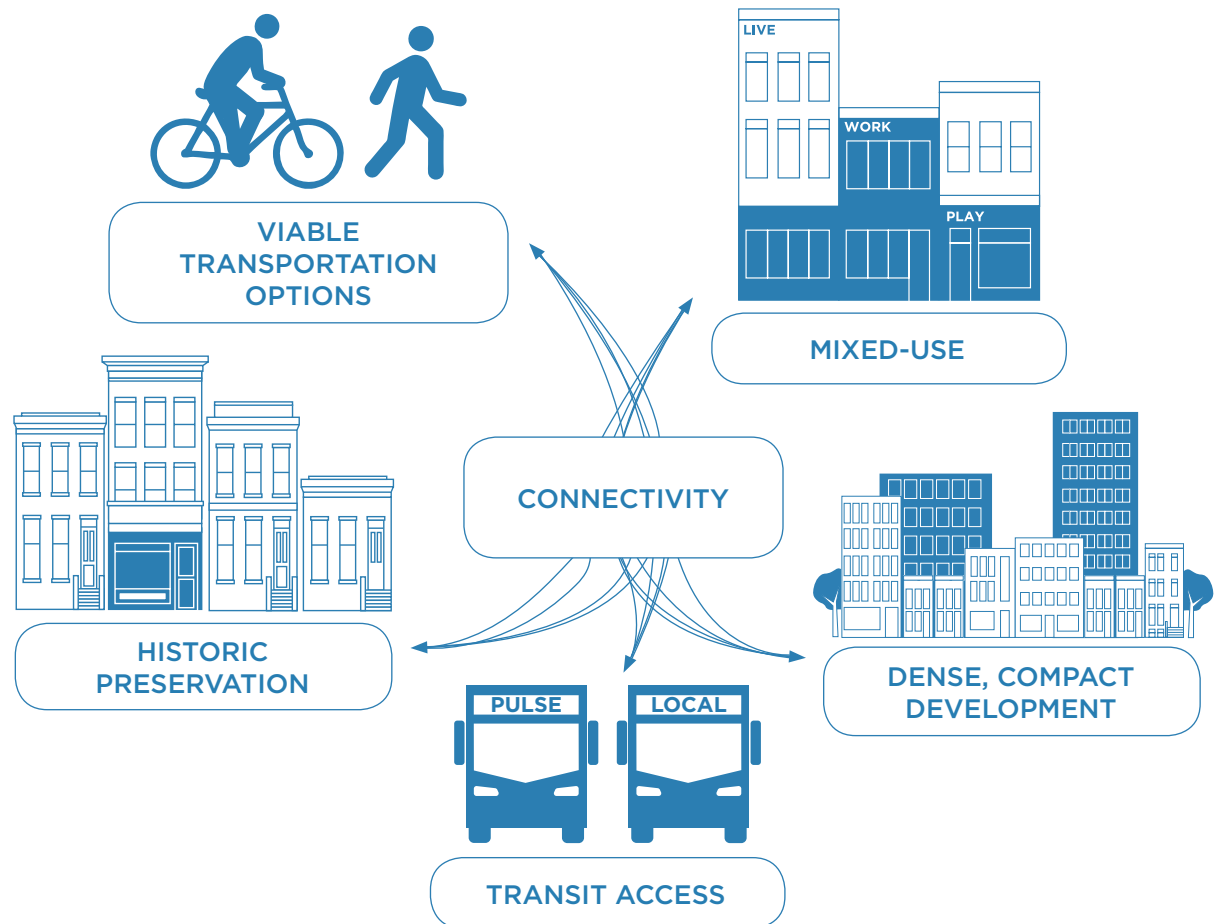 LIVE
WORK
PLAY
VIABLE
TRANSPORTATION
OPTIONS
MIXED-USE
CONNECTIVITY
HISTORIC
PRESERVATION
DENSE, COMPACT
DEVELOPMENT
PULSE
LOCAL
TRANSIT ACCESS